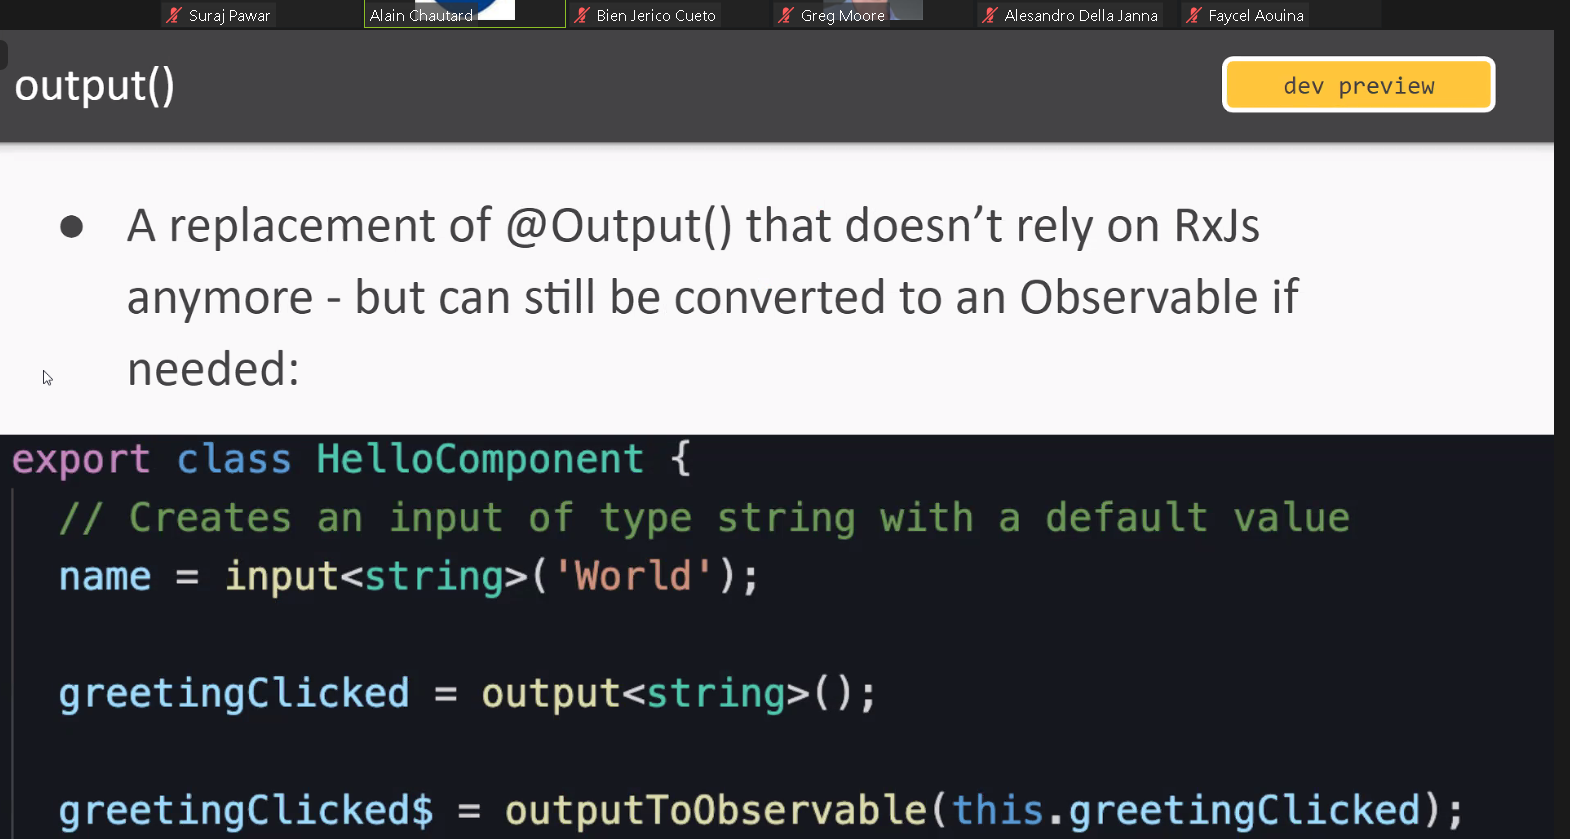 Suraj Pawar
Alain Chautard
Bien Jerico Cueto
Greg Moore
Alesandro Della Janna
Faycel Aouina
output()
dev preview
● A replacement of @Output() that doesn’t rely on RxJs
anymore - but can still be converted to an Observable if
needed:
export class HelloComponent {
// Creates an input of type string with a default value
name = input<string>('World');
greetingClicked = output<string>();
greetingClicked$ = outputToObservable(this.greetingClicked);